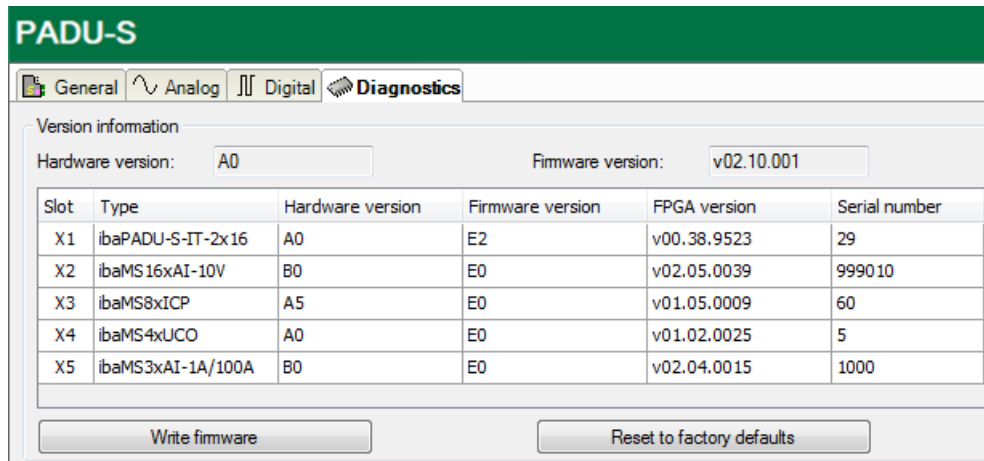 PADU-S
General Analog Digital Diagnostics
Version information
Hardware version: A0 Firmware version: v02.10.001
Slot Type Hardware version Firmware version FPGA version Serial number
X1 ibaPADU-S-IT-2x16 A0 E2 v00.38.9523 29
X2 ibaMS16xAI-10V B0 E0 v02.05.0039 999010
X3 ibaMS8xICP A5 E0 v01.05.0009 60
X4 ibaMS4xUCO A0 E0 v01.02.0025 5
X5 ibaMS3xAI-1A/100A B0 E0 v02.04.0015 1000
Write firmware Reset to factory defaults